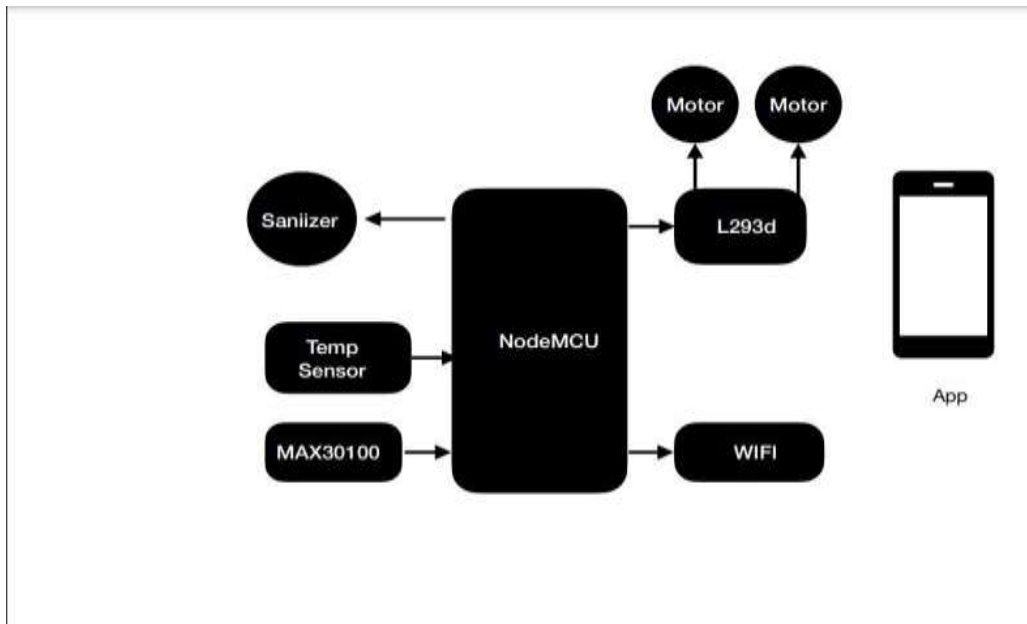 Motor
Motor
Saniizer
L293d
Temp
Sensor
NodeMCU
App
MAX30100
WIFI